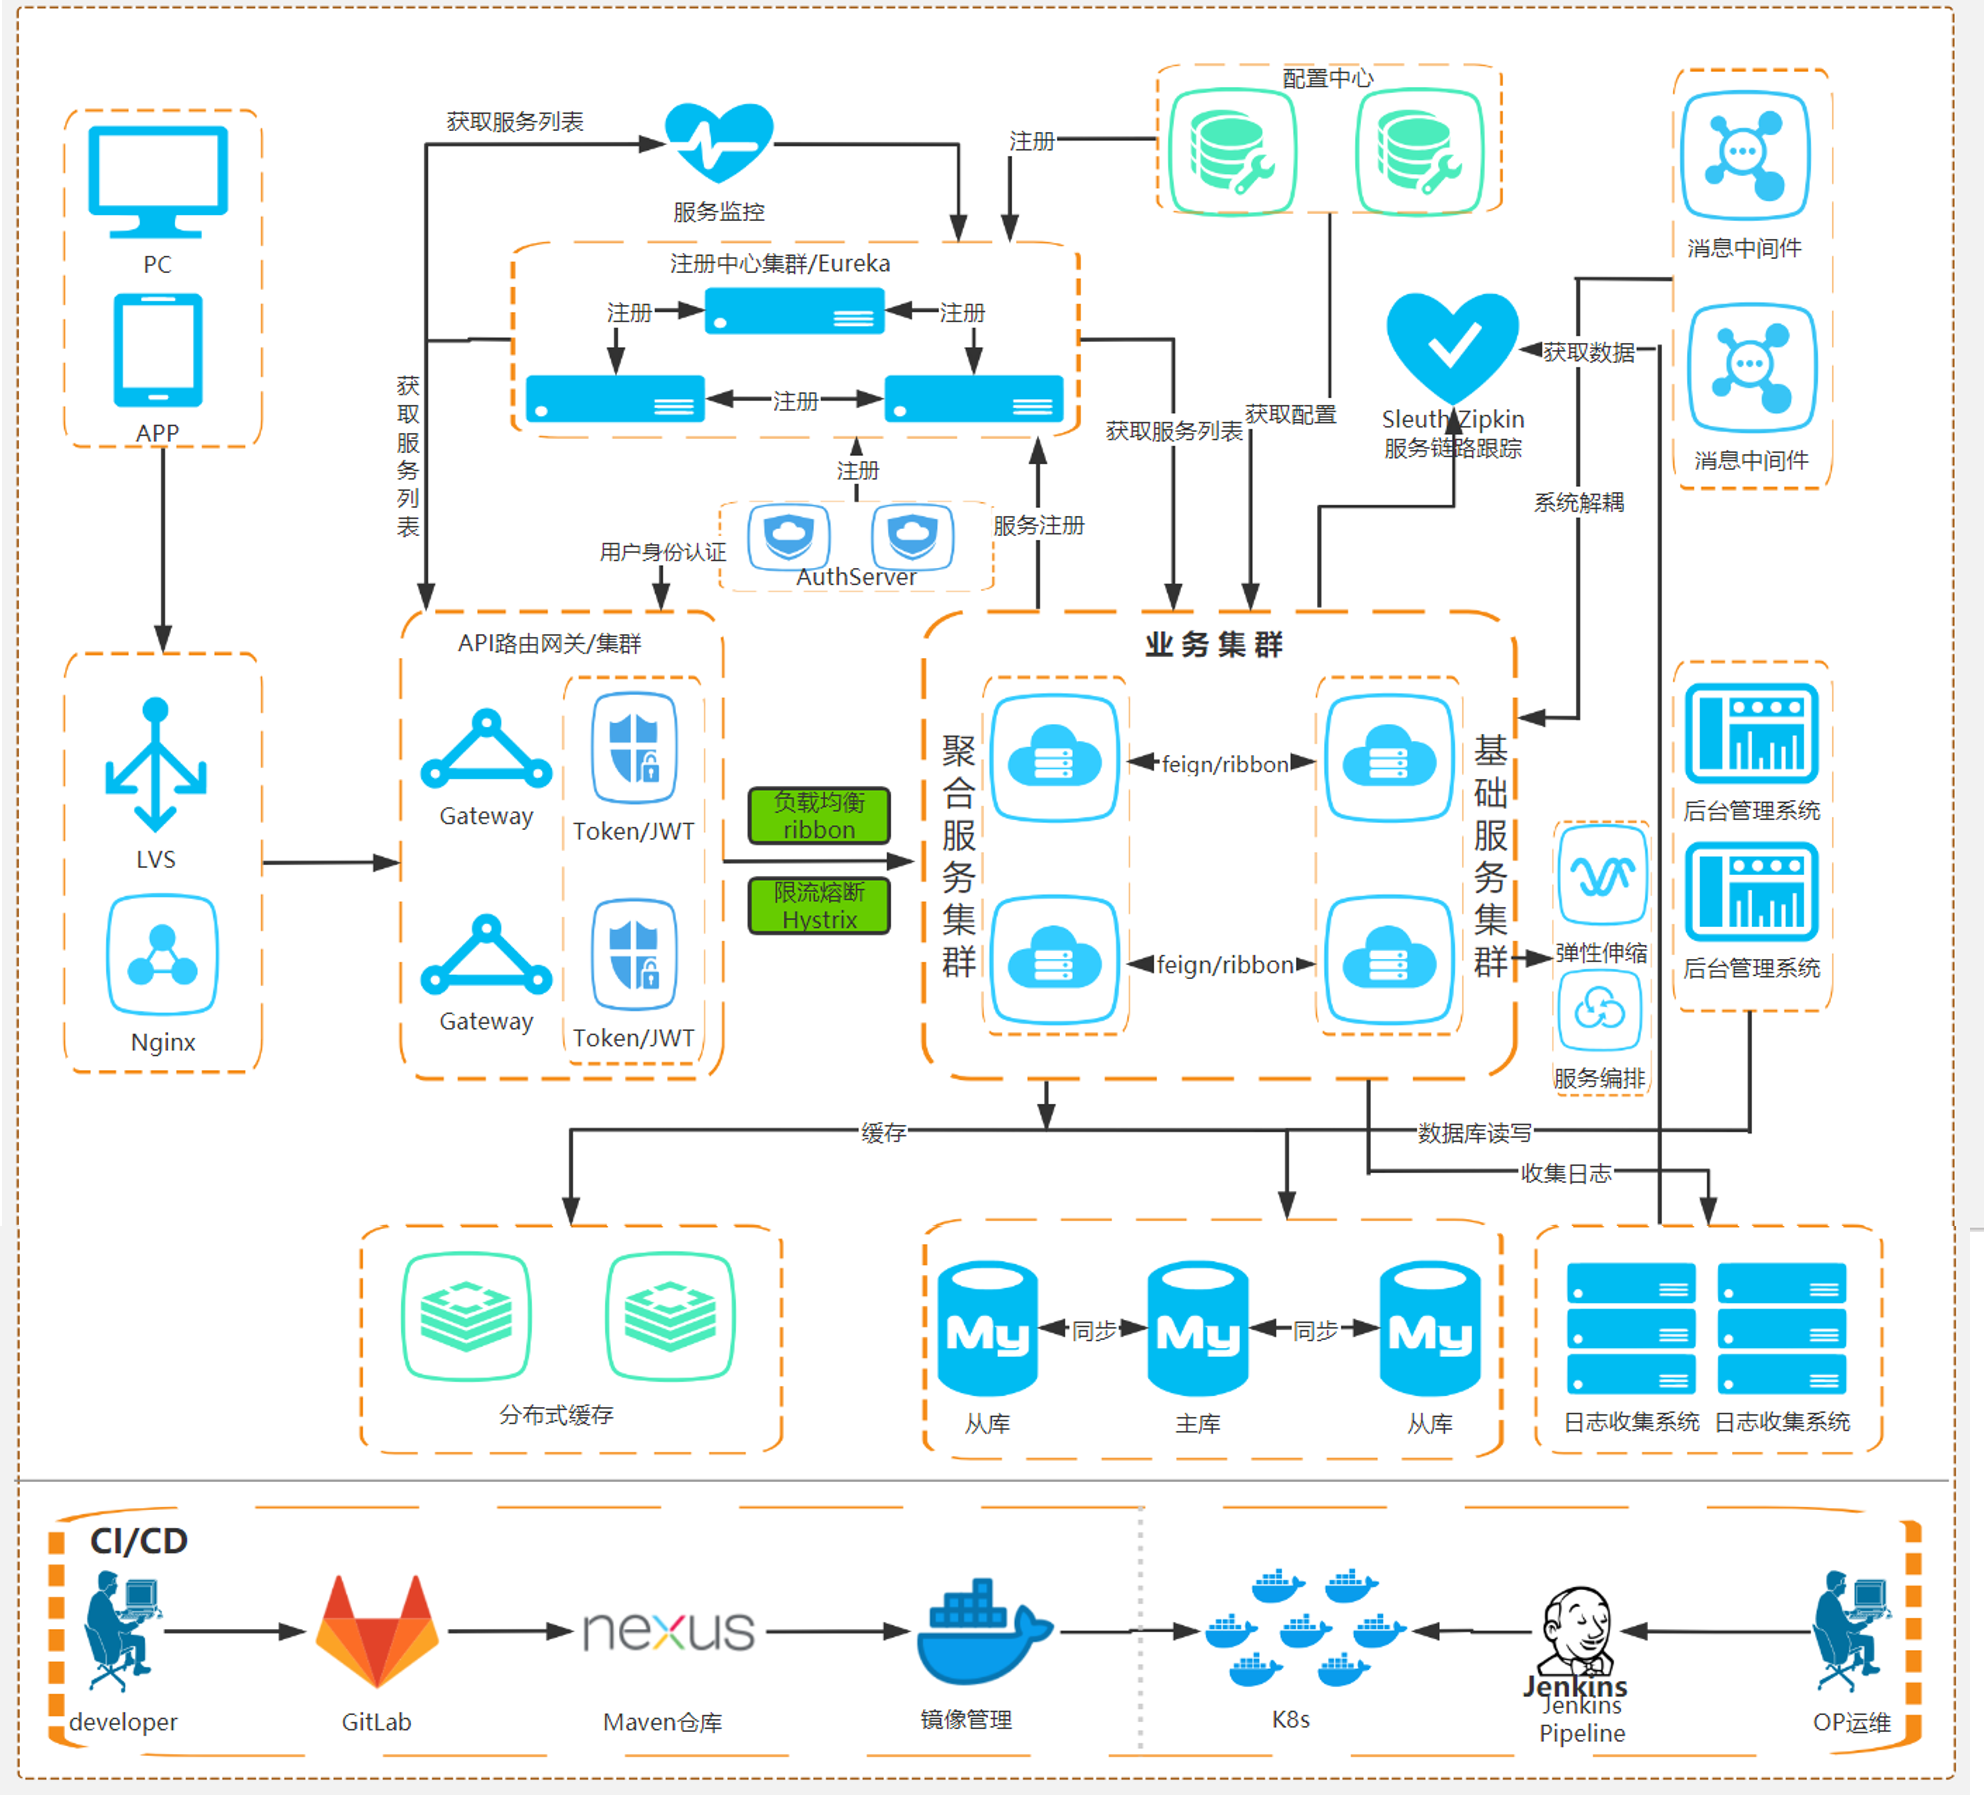 配置中心
获取服务列表
注册
服务监控
PC
消息中间件
注册中心集群/Eureka
注册
注册
获取数据
注册
APP
获取服务列表
获取服务列表
获取配置
Sleuth Zipkin
服务链路跟踪
消息中间件
注册
系统解耦
服务注册
用户身份认证
AuthServer
API路由网关/集群
业务集群
聚合服务集群
基础服务集群
feign/ribbon
Gateway
Token/JWT
负载均衡
ribbon
后台管理系统
LVS
限流熔断
Hystrix
弹性伸缩
feign/ribbon
后台管理系统
Gateway
Token/JWT
Nginx
服务编排
缓存
数据库读写
收集日志
My
同步
My
同步
My
分布式缓存
从库
主库
从库
日志收集系统
日志收集系统
CI/CD
nexus
Jenkins
developer
GitLab
Maven仓库
镜像管理
K8s
Jenkins
Pipeline
OP运维